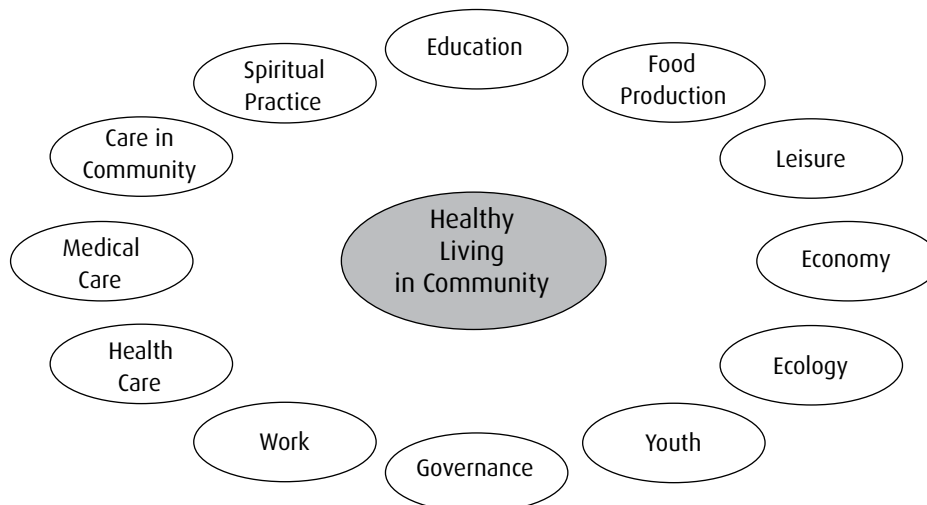 Education
Spiritual
Practice
Food
Production
Care in
Community
Leisure
Healthy
Living
in Community
Medical
Care
Economy
Health
Care
Ecology
Work
Governance
Youth